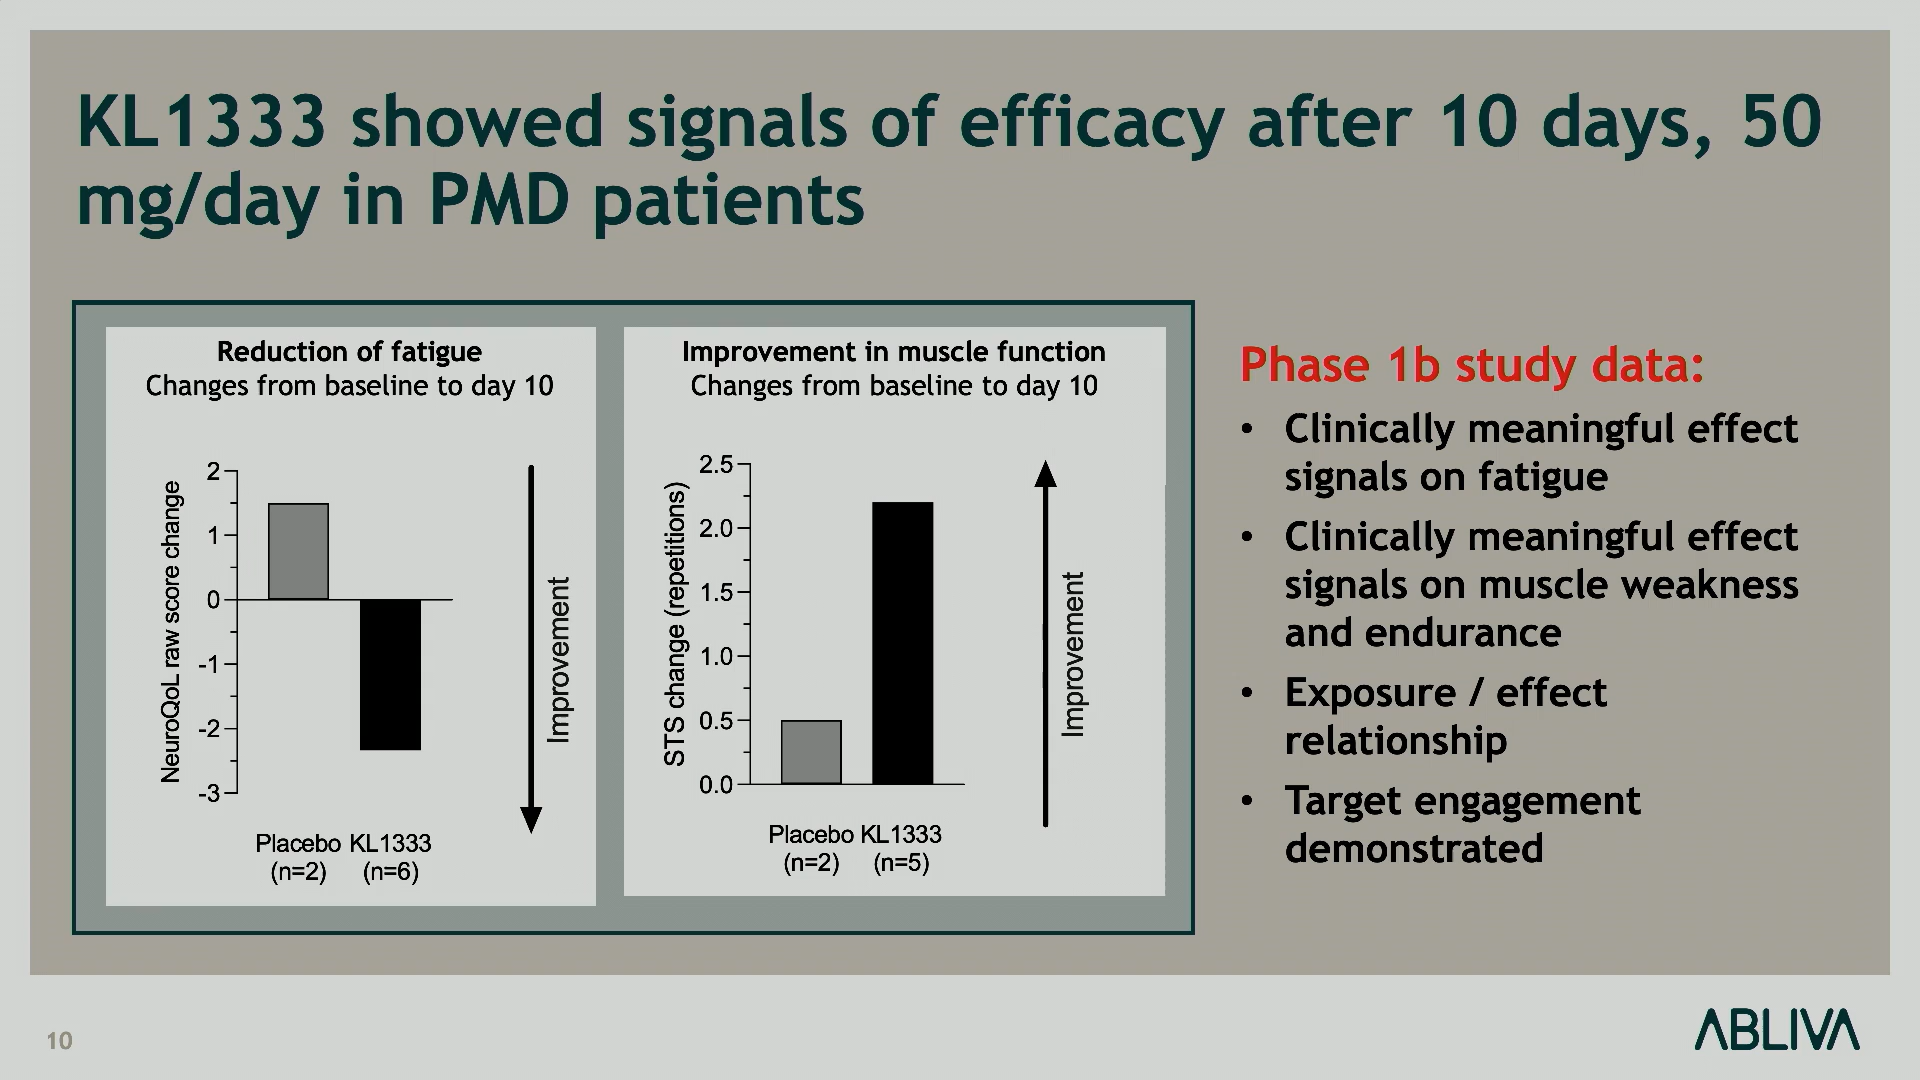 KL1333 showed signals of efficacy after 10 days, 50
mg/day in PMD patients
Reduction of fatigue
Changes from baseline to day 10
NeuroQoL raw score change
2
1
0
-1
-2
-3
Placebo KL1333
(n=2) (n=6)
Improvement
Improvement in muscle function
Changes from baseline to day 10
STS change (repetitions)
2.5
2.0
1.5
1.0
0.5
0.0
Placebo KL1333
(n=2) (n=5)
Improvement
Phase 1b study data:
• Clinically meaningful effect
signals on fatigue
• Clinically meaningful effect
signals on muscle weakness
and endurance
• Exposure / effect
relationship
• Target engagement
demonstrated
10
ABLIVA